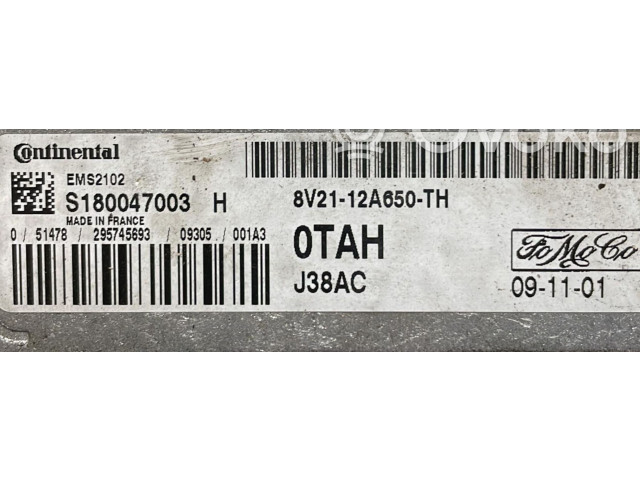 Ovoko
Continental
EMS2102
S180047003 H
MADE IN FRANCE
0 / 51478 / 295745693 / 09305 / 001A3
8V21-12A650-TH
0TAH
J38AC
FoMoCo
09-11-01